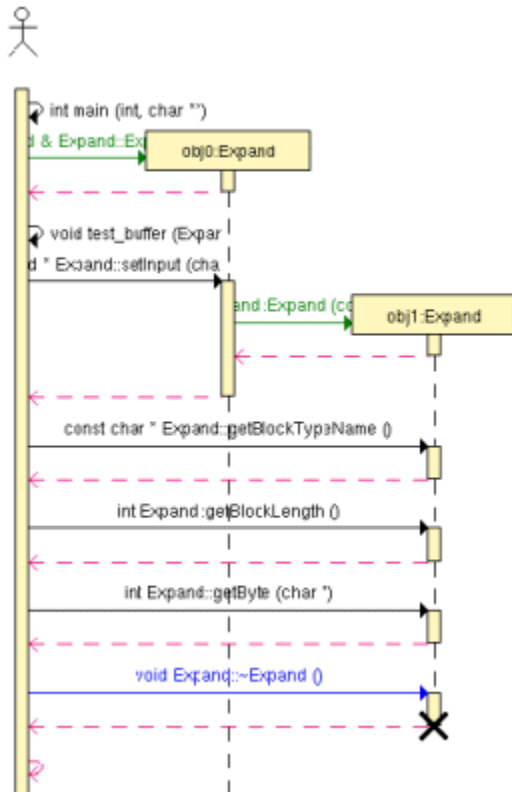 int main (int, char **)
d & Expand::Exp
obj0:Expand
void test_buffer (Expar
d * Expand::setInput (cha
and:Expand (co
obj1:Expand
const char * Expand::getBlockTypeName ()
int Expand::getBlockLength ()
int Expand::getByte (char *)
void Expand::~Expand ()